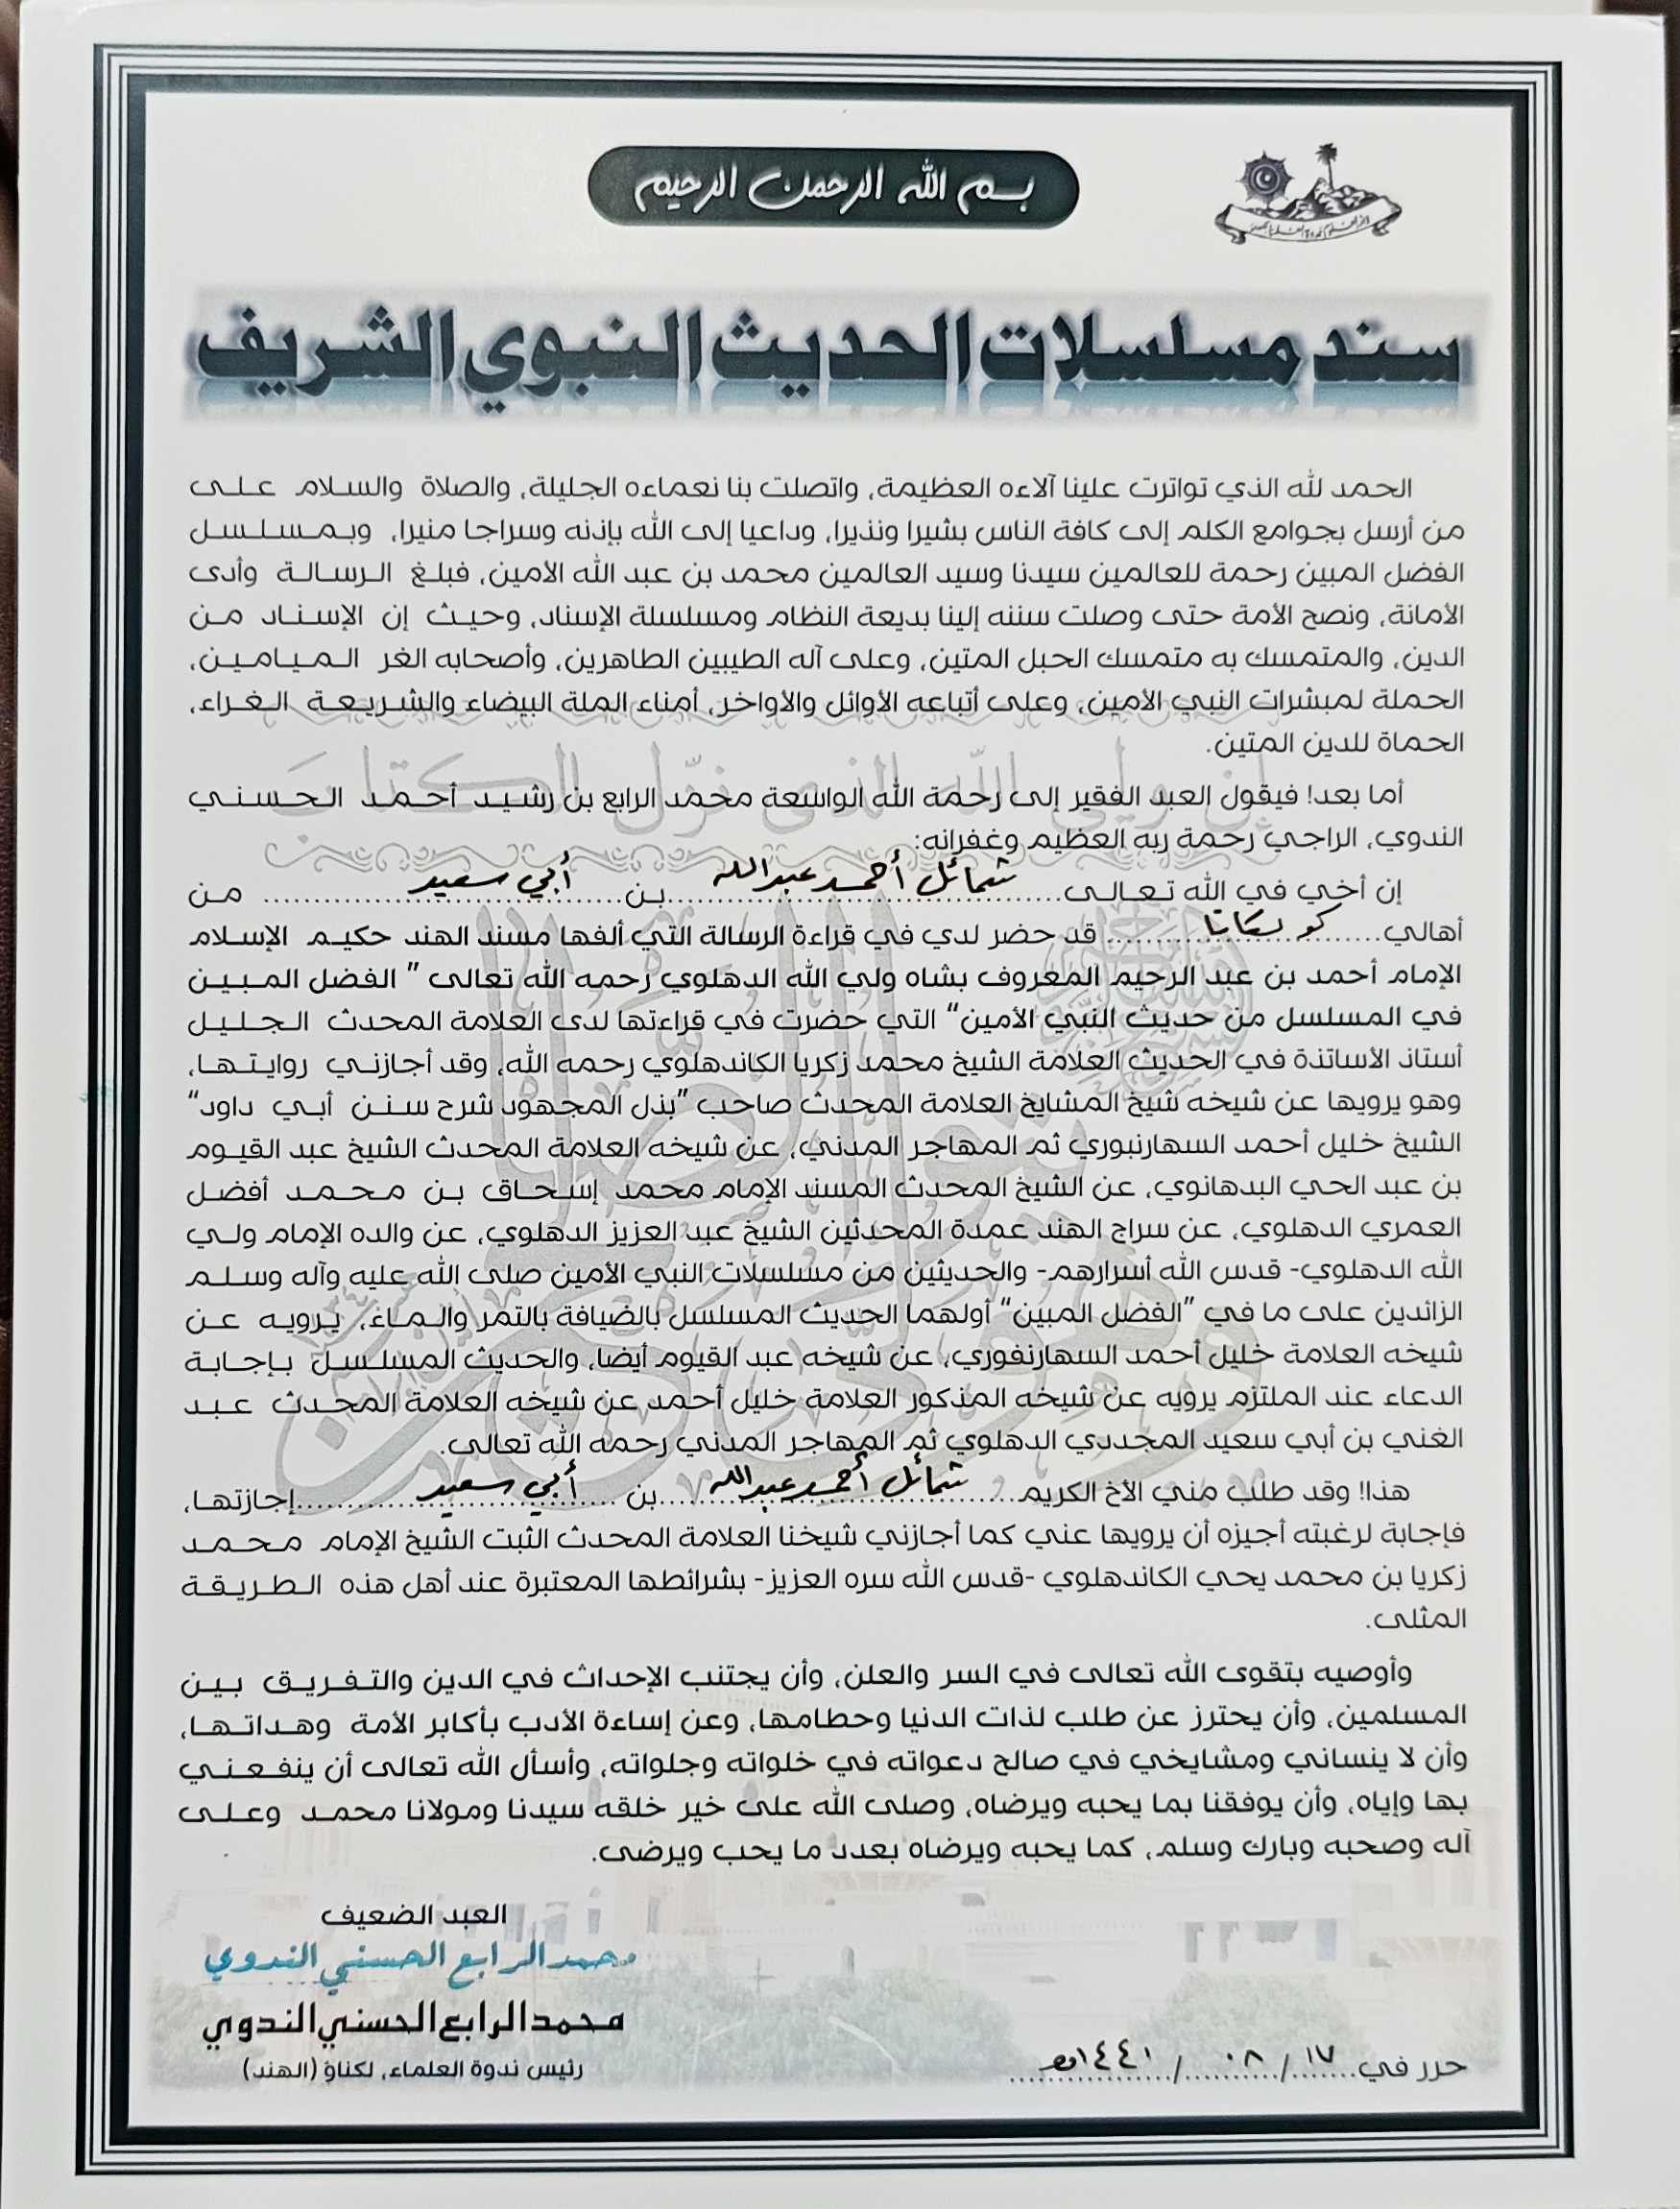 بسم الله الرحمن الرحيم
سند مسلسلات الحديث النبوي الشريف
الحمد لله الذي تواترت علينا آلاءه العظيمة، واتصلت بنا نعماءه الجليلة، والصلاة والسلام على
من أرسل بجوامع الكلم إلى كافة الناس بشيرا ونذيرا، وداعيا إلى الله بإذنه وسراجا منيرا، وبمسلسل
الفضل المبين رحمة للعالمين سيدنا وسيد العالمين محمد بن عبد الله الأمين، فبلغ الرسالة وأدى
الأمانة، ونصح الأمة حتى وصلت سننه إلينا بديعة النظام ومسلسلة الإسناد، وحيث إن الإسناد من
الدين، والمتمسك به متمسك الحبل المتين، وعلى آله الطيبين الطاهرين، وأصحابه الغر الميامين،
الحملة لمبشرات النبي الأمين، وعلى أتباعه الأوائل والأواخر، أمناء الملة البيضاء والشريعة الغراء،
الحماة للدين المتين.
أما بعد! فيقول العبد الفقير إلى رحمة الله الواسعة محمد الرابع بن رشيد أحمد الحسني
الندوي، الراجي رحمة ربه العظيم وغفرانه:
إن أخي في الله تعالى شمائل أحمد عبدالله بن أبي سعيد من
أهالي قد حضر لدي في قراءة الرسالة التي ألفها مسند الهند حكيم الإسلام
الإمام أحمد بن عبد الرحيم المعروف بشاه ولي الله الدهلوي رحمه الله تعالى " الفضل المبين
في المسلسل من حديث النبي الأمين" التي حضرت في قراءتها لدى العلامة المحدث الجليل
أستاذ الأساتذة في الحديث العلامة الشيخ محمد زكريا الكاندهلوي رحمه الله، وقد أجازني روايتها،
وهو يرويها عن شيخه شيخ المشايخ العلامة المحدث صاحب "بذل المجهود شرح سنن أبي داود"
الشيخ خليل أحمد السهارنبوري ثم المهاجر المدني، عن شيخه العلامة المحدث الشيخ عبد القيوم
بن عبد الحي البدهانوي، عن الشيخ المحدث المسند الإمام محمد إسحاق بن محمد أفضل
العمري الدهلوي، عن سراج الهند عمدة المحدثين الشيخ عبد العزيز الدهلوي، عن والده الإمام ولي
الله الدهلوي- قدس الله أسرارهم- والحديثين من مسلسلات النبي الأمين صلى الله عليه وآله وسلم
الزائدين على ما في "الفضل المبين" أولهما الحديث المسلسل بالضيافة بالتمر والماء، يرويه عن
شيخه العلامة خليل أحمد السهارنفوري، عن شيخه عبد القيوم أيضا، والحديث المسلسل بإجابة
الدعاء عند الملتزم يرويه عن شيخه المذكور العلامة خليل أحمد عن شيخه العلامة المحدث عبد
الغني بن أبي سعيد المجددي الدهلوي ثم المهاجر المدني رحمه الله تعالى.
هذا! وقد طلب مني الأخ الكريم شمائل أحمد عبدالله بن أبي سعيد إجازتها،
فإجابة لرغبته أجيزه أن يرويها عني كما أجازني شيخنا العلامة المحدث الثبت الشيخ الإمام محمد
زكريا بن محمد يحي الكاندهلوي -قدس الله سره العزيز- بشرائطها المعتبرة عند أهل هذه الطريقة
المثلى.
وأوصيه بتقوى الله تعالى في السر والعلن، وأن يجتنب الإحداث في الدين والتفريق بين
المسلمين، وأن يحترز عن طلب لذات الدنيا وحطامها، وعن إساءة الأدب بأكابر الأمة وهداتها،
وأن لا ينساني ومشايخي في صالح دعواته في خلواته وجلواته، وأسأل الله تعالى أن ينفعني
بها وإياه، وأن يوفقنا بما يحبه ويرضاه، وصلى الله على خير خلقه سيدنا ومولانا محمد وعلى
آله وصحبه وبارك وسلم، كما يحبه ويرضاه بعدد ما يحب ويرضى.
العبد الضعيف
محمد الرابع الحسني الندوي
محمد الرابع الحسني الندوي
رئيس ندوة العلماء، لكناؤ (الهند)
حرر في ١٧/ ٠٨ / ١٤٤١ھ